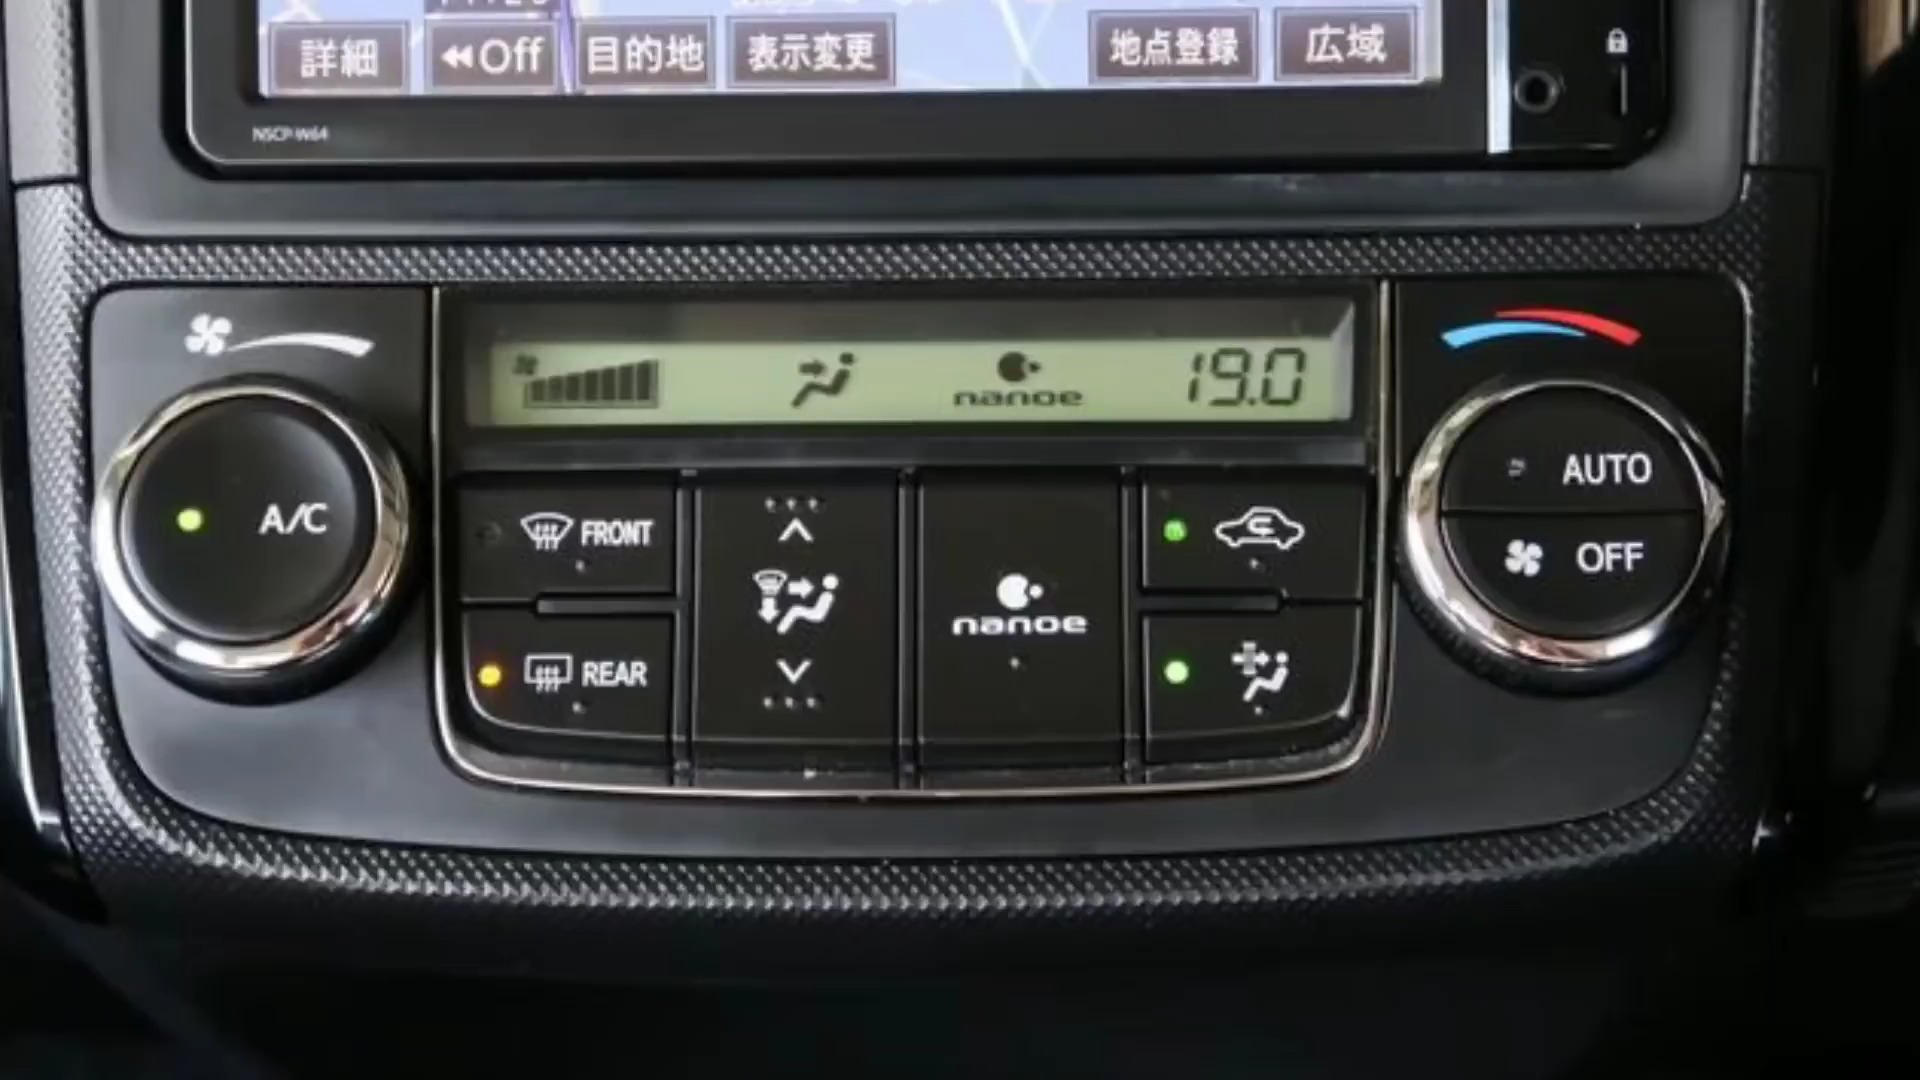 詳細 ◀◀Off 目的地 表示変更 地点登録 広域
NSCP-W64
nanoe 19.0
A/C
FRONT
REAR
nanoe
AUTO
OFF